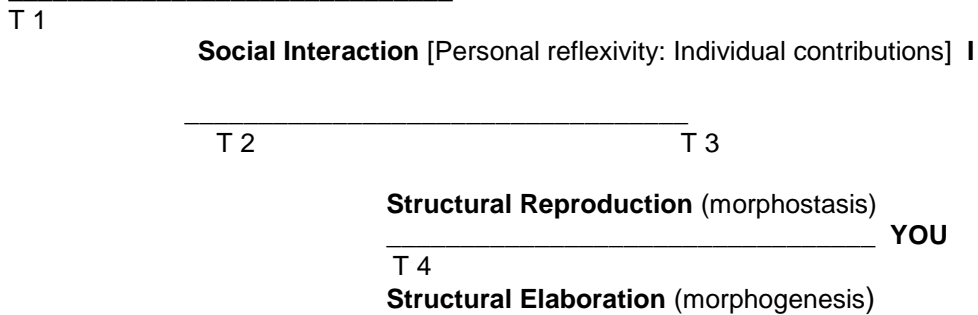 T 1
Social Interaction [Personal reflexivity: Individual contributions] I
T 2 T 3
Structural Reproduction (morphostasis)
YOU
T 4
Structural Elaboration (morphogenesis)